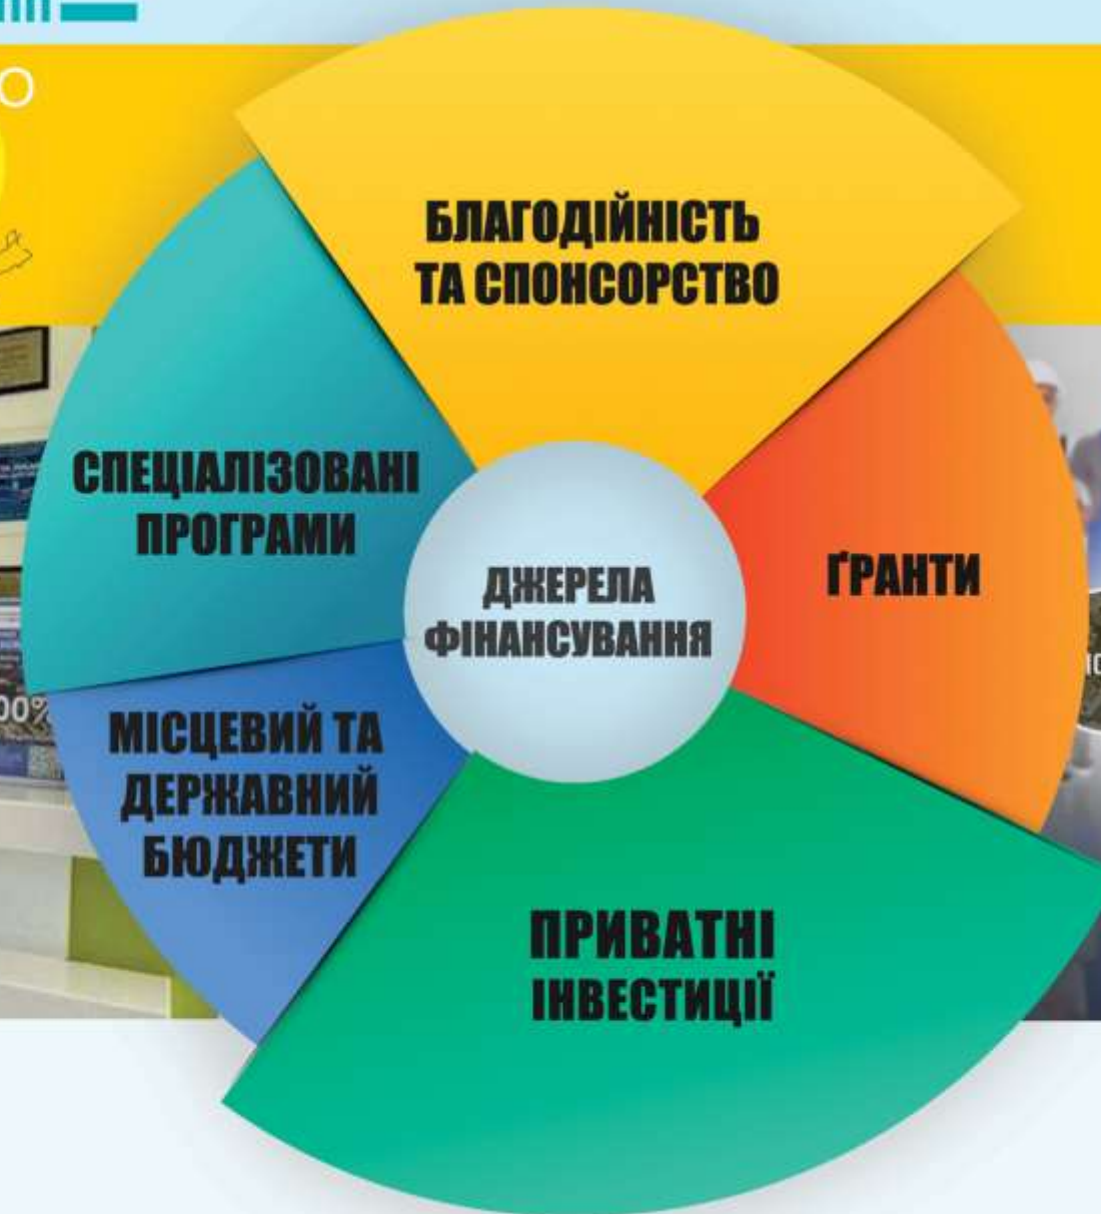 О
БЛАГОДІЙНІСТЬ
ТА СПОНСОРСТВО
СПЕЦІАЛІЗОВАНІ
ПРОГРАМИ
ҐРАНТИ
ДЖЕРЕЛА
ФІНАНСУВАННЯ
МІСЦЕВИЙ ТА
ДЕРЖАВНИЙ
БЮДЖЕТИ
ПРИВАТНІ
ІНВЕСТИЦІЇ